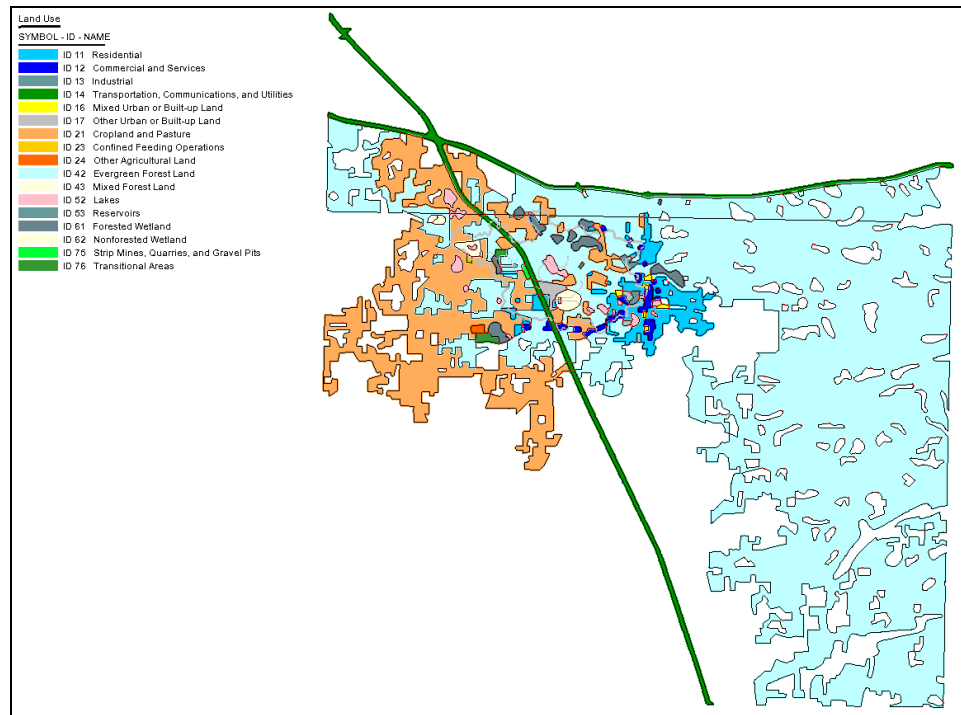 Land Use
SYMBOL - ID - NAME
ID 11 Residential
ID 12 Commercial and Services
ID 13 Industrial
ID 14 Transportation, Communications, and Utilities
ID 16 Mixed Urban or Built-up Land
ID 17 Other Urban or Built-up Land
ID 21 Cropland and Pasture
ID 23 Confined Feeding Operations
ID 24 Other Agricultural Land
ID 42 Evergreen Forest Land
ID 43 Mixed Forest Land
ID 52 Lakes
ID 53 Reservoirs
ID 61 Forested Wetland
ID 62 Nonforested Wetland
ID 75 Strip Mines, Quarries, and Gravel Pits
ID 76 Transitional Areas